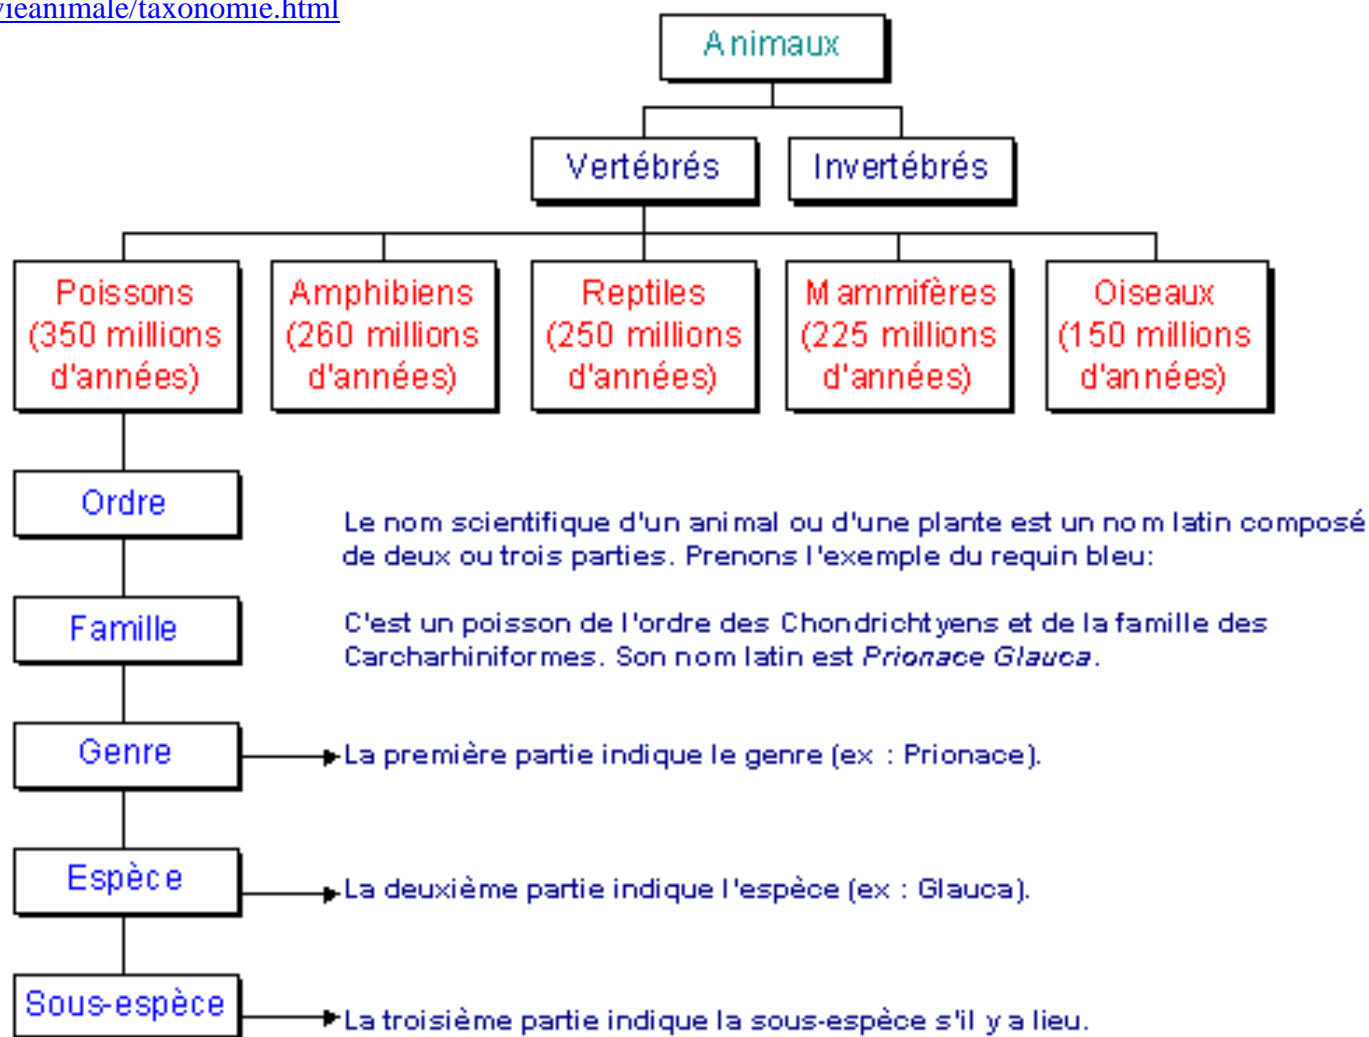 vieanimale/taxonomie.html
Animaux
Vertébrés
Invertébrés
Poissons
(350 millions
d'années)
Amphibiens
(260 millions
d'années)
Reptiles
(250 millions
d'années)
Mammifères
(225 millions
d'années)
Oiseaux
(150 millions
d'années)
Ordre
Le nom scientifique d'un animal ou d'une plante est un nom latin composé
de deux ou trois parties. Prenons l'exemple du requin bleu:
Famille
C'est un poisson de l'ordre des Chondrichtyens et de la famille des
Carcharhiniformes. Son nom latin est Prionace Glauca.
Genre
La première partie indique le genre (ex : Prionace).
Espèce
La deuxième partie indique l'espèce (ex : Glauca).
Sous-espèce
La troisième partie indique la sous-espèce s'il y a lieu.